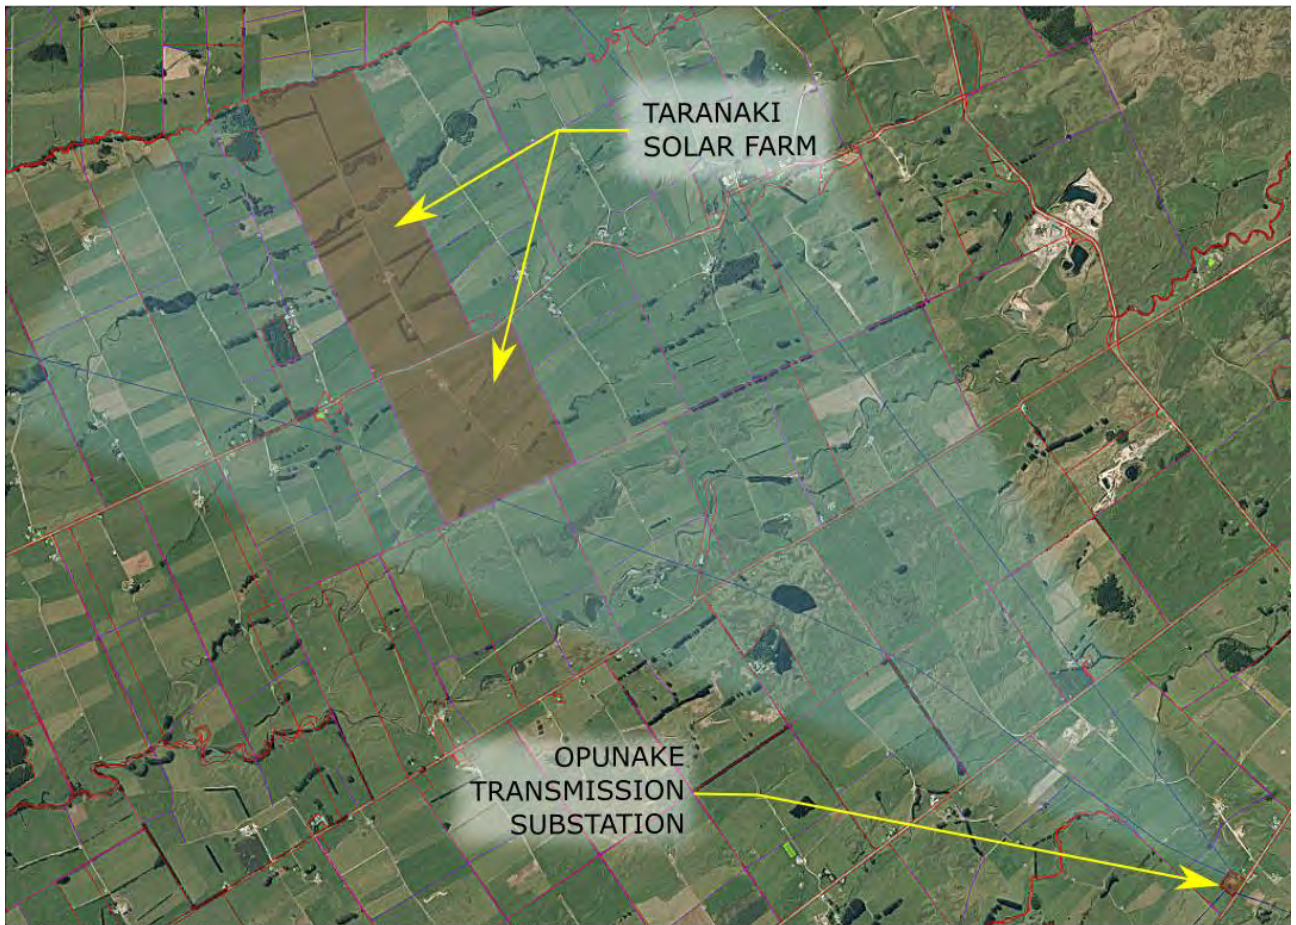 TARANAKI
SOLAR FARM
OPUNAKE
TRANSMISSION
SUBSTATION